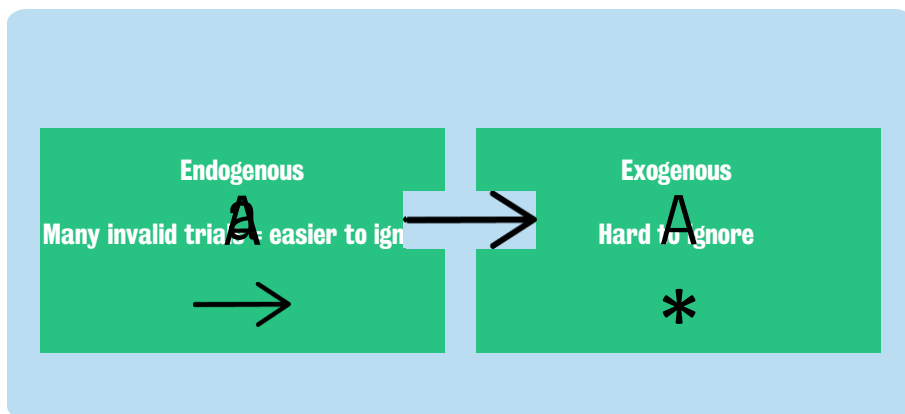 Endogenous
A
Many invalid trials = easier to ign
Exogenous
A
Hard to ignore
*